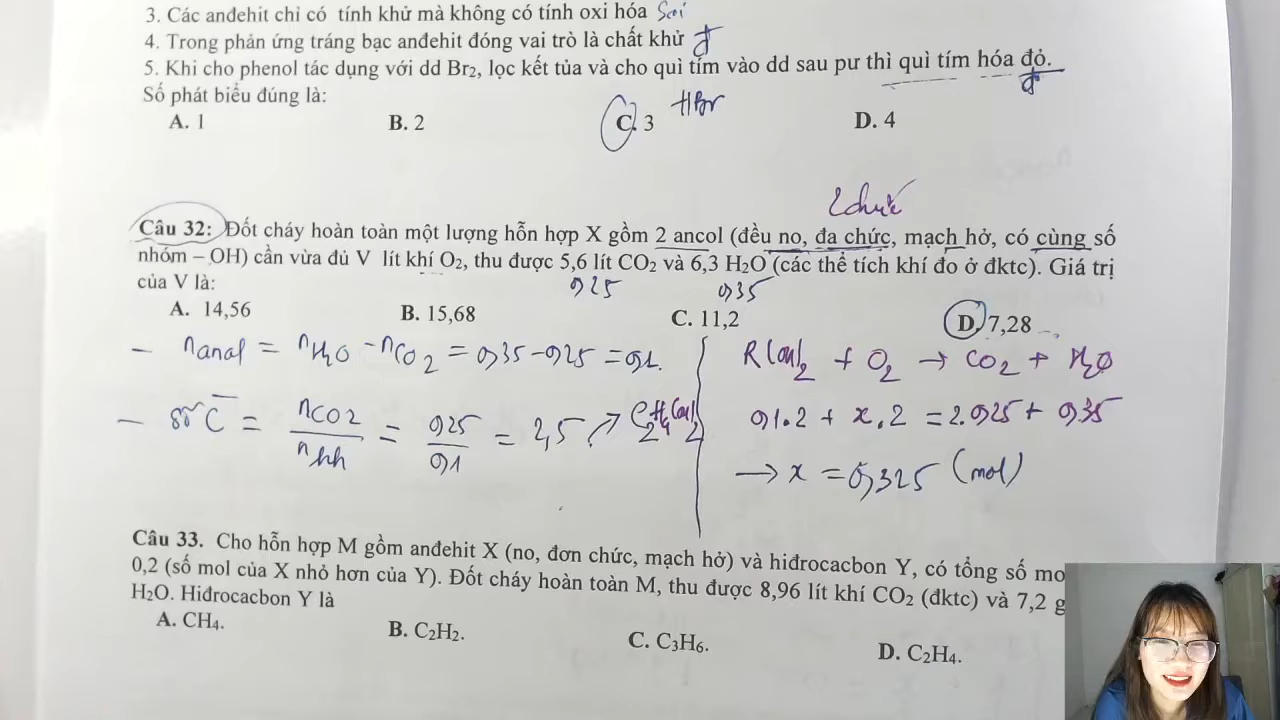 3. Các anđehit chỉ có tính khử mà không có tính oxi hóa Sai
4. Trong phản ứng tráng bạc anđehit đóng vai trò là chất khử đ
5. Khi cho phenol tác dụng với dd Br₂, lọc kết tủa và cho quì tím vào dd sau pư thì quì tím hóa đỏ.
đ
Số phát biểu đúng là:
HBr
A. 1 B. 2 C. 3 D. 4
2 chức
Câu 32: Đốt cháy hoàn toàn một lượng hỗn hợp X gồm 2 ancol (đều no, đa chức, mạch hở, có cùng số
nhóm – OH) cần vừa đủ V lít khí O₂, thu được 5,6 lít CO₂ và 6,3 H₂O (các thể tích khí đo ở đktc). Giá trị
của V là:
0,25 0,35
A. 14,56 B. 15,68 C. 11,2 D. 7,28
- nancol = nH₂O - nCO₂ = 0,35 - 0,25 = 0,1.
- số C̅ = nCO₂ / nhh = 0,25 / 0,1 = 2,5 ↗ C₂H₄(OH)₂
R(OH)₂ + O₂ → CO₂ + H₂O
0,1.2 + x.2 = 2.0,25 + 0,35
→ x = 0,325 (mol)
Câu 33. Cho hỗn hợp M gồm anđehit X (no, đơn chức, mạch hở) và hiđrocacbon Y, có tổng số mo
0,2 (số mol của X nhỏ hơn của Y). Đốt cháy hoàn toàn M, thu được 8,96 lít khí CO₂ (đktc) và 7,2 g
H₂O. Hiđrocacbon Y là
A. CH₄. B. C₂H₂. C. C₃H₆. D. C₂H₄.